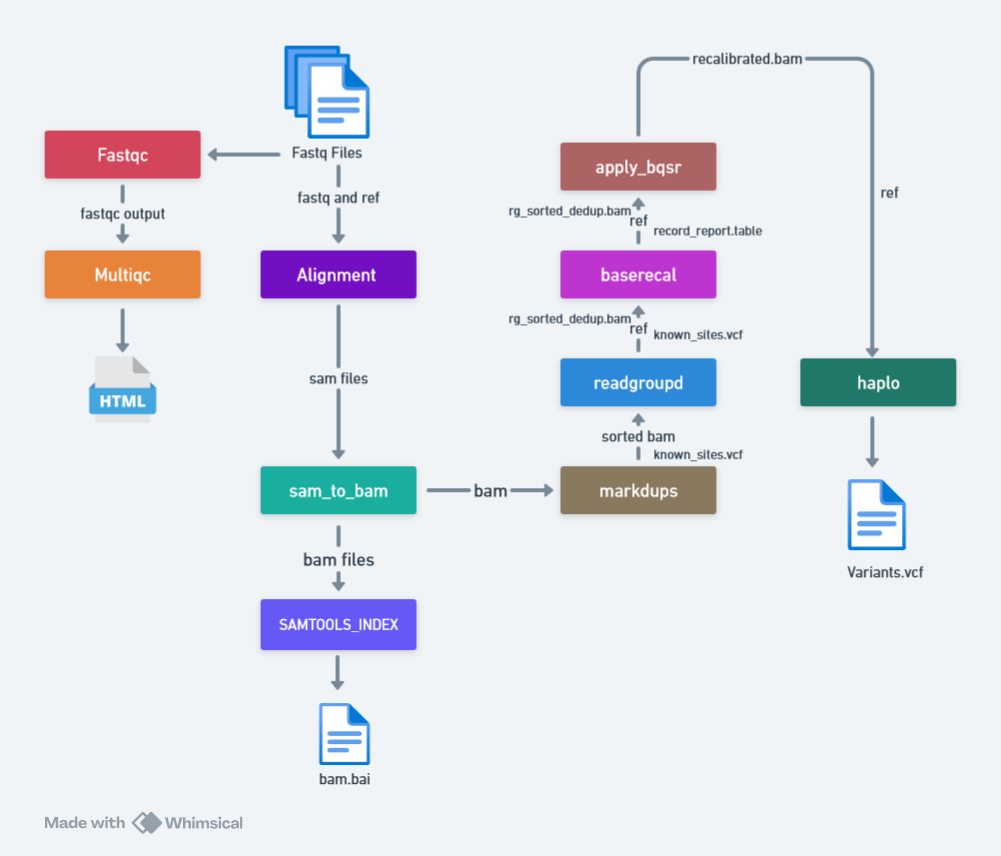 Fastq Files
Fastqc
fastqc output
Multiqc
HTML
fastq and ref
Alignment
sam files
sam_to_bam
bam files
SAMTOOLS_INDEX
bam.bai
bam
markdups
sorted bam
known_sites.vcf
readgroupd
rg_sorted_dedup.bam
ref
known_sites.vcf
baserecal
rg_sorted_dedup.bam
ref
record_report.table
apply_bqsr
recalibrated.bam
ref
haplo
Variants.vcf
Made with Whimsical